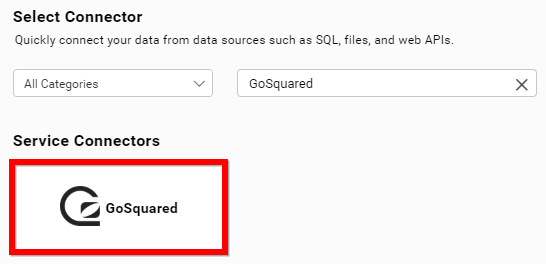 Select Connector
Quickly connect your data from data sources such as SQL, files, and web APIs.
All Categories
GoSquared
Service Connectors
GoSquared